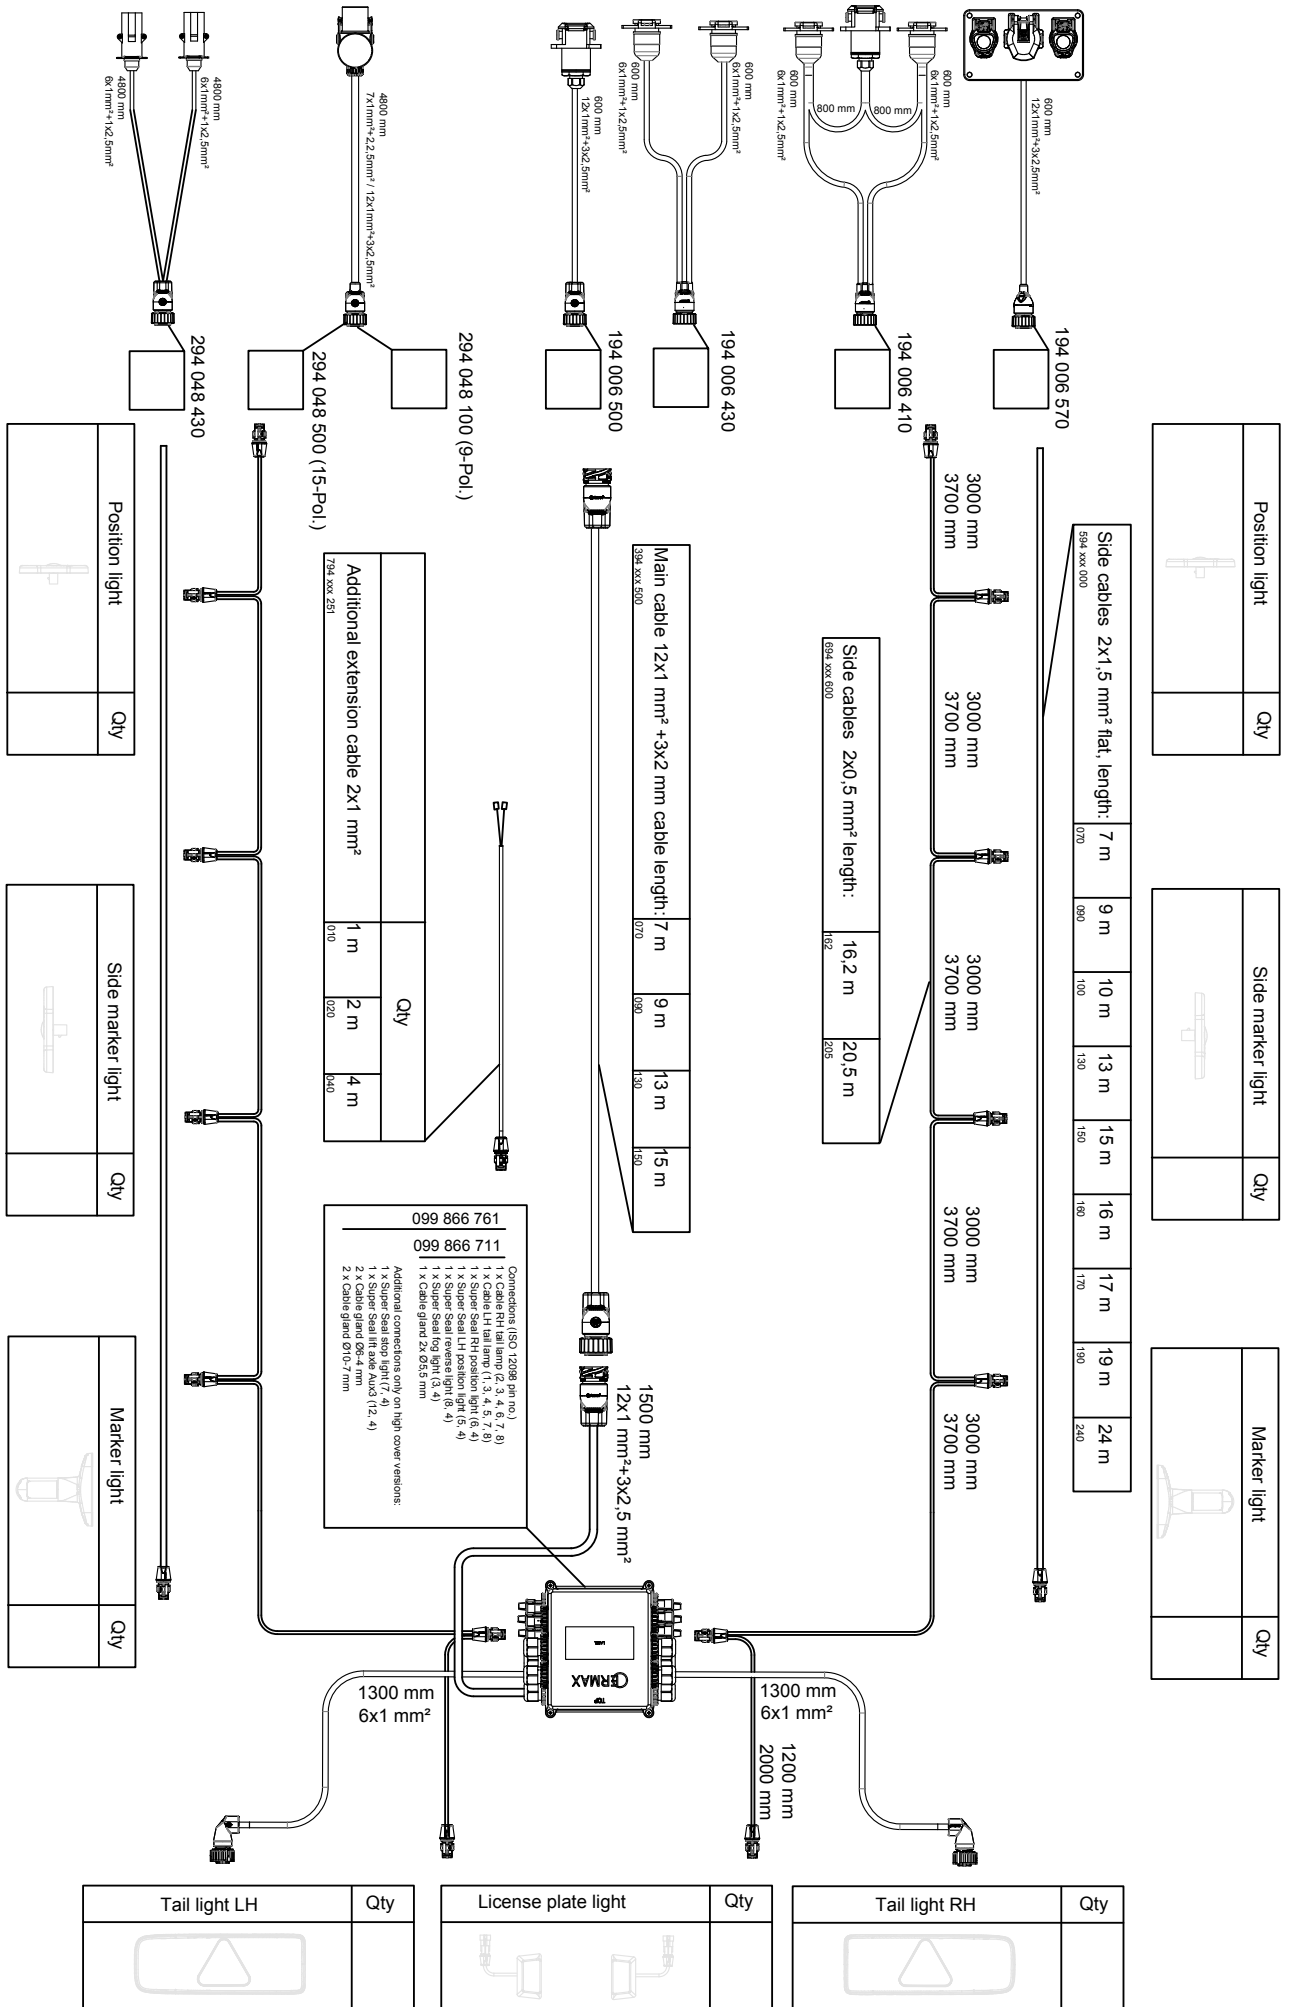 4800 mm
6x1mm²+1x2,5mm²
4800 mm
6x1mm²+1x2,5mm²
294 048 430
4800 mm
7x1mm²+2,2,5mm² / 12x1mm²+3x2,5mm²
294 048 100 (9-Pol.)
294 048 500 (15-Pol.)
600 mm
12x1mm²+3x2,5mm²
194 006 500
600 mm
6x1mm²+1x2,5mm²
600 mm
6x1mm²+1x2,5mm²
194 006 430
600 mm
6x1mm²+1x2,5mm²
800 mm
800 mm
600 mm
6x1mm²+1x2,5mm²
194 006 410
600 mm
12x1mm²+3x2,5mm²
194 006 570
Position light
Qty
Side marker light
Qty
Marker light
Qty
Side cables 2x1,5 mm² flat, length:
594 xxx 000
7 m
070
9 m
090
10 m
100
13 m
130
15 m
150
16 m
160
17 m
170
19 m
190
24 m
240
3000 mm
3700 mm
3000 mm
3700 mm
3000 mm
3700 mm
3000 mm
3700 mm
3000 mm
3700 mm
Side cables 2x0,5 mm² length:
694 xxx 600
16,2 m
162
20,5 m
205
Main cable 12x1 mm² +3x2 mm cable length:
394 xxx 500
7 m
070
9 m
090
13 m
130
15 m
150
Additional extension cable 2x1 mm²
794 xxx 251
Qty
1 m
010
2 m
020
4 m
040
099 866 761
099 866 711
Connections (ISO 12098 pin no.)
1 x Cable RH tail lamp (2, 3, 4, 6, 7, 8)
1 x Cable LH tail lamp (1, 3, 4, 5, 7, 8)
1 x Super Seal RH position light (6, 4)
1 x Super Seal LH position light (5, 4)
1 x Super Seal reverse light (8, 4)
1 x Super Seal fog light (3, 4)
1 x Cable gland 2x Ø5,5 mm
Additional connections only on high cover versions:
1 x Super Seal stop light (7, 4)
1 x Super Seal lift axle Aux3 (12, 4)
2 x Cable gland Ø6-4 mm
2 x Cable gland Ø10-7 mm
1500 mm
12x1 mm²+3x2,5 mm²
LABEL
ERMAX
TOP
1300 mm
6x1 mm²
1300 mm
6x1 mm²
1200 mm
2000 mm
Position light
Qty
Side marker light
Qty
Marker light
Qty
Tail light LH
Qty
License plate light
Qty
Tail light RH
Qty